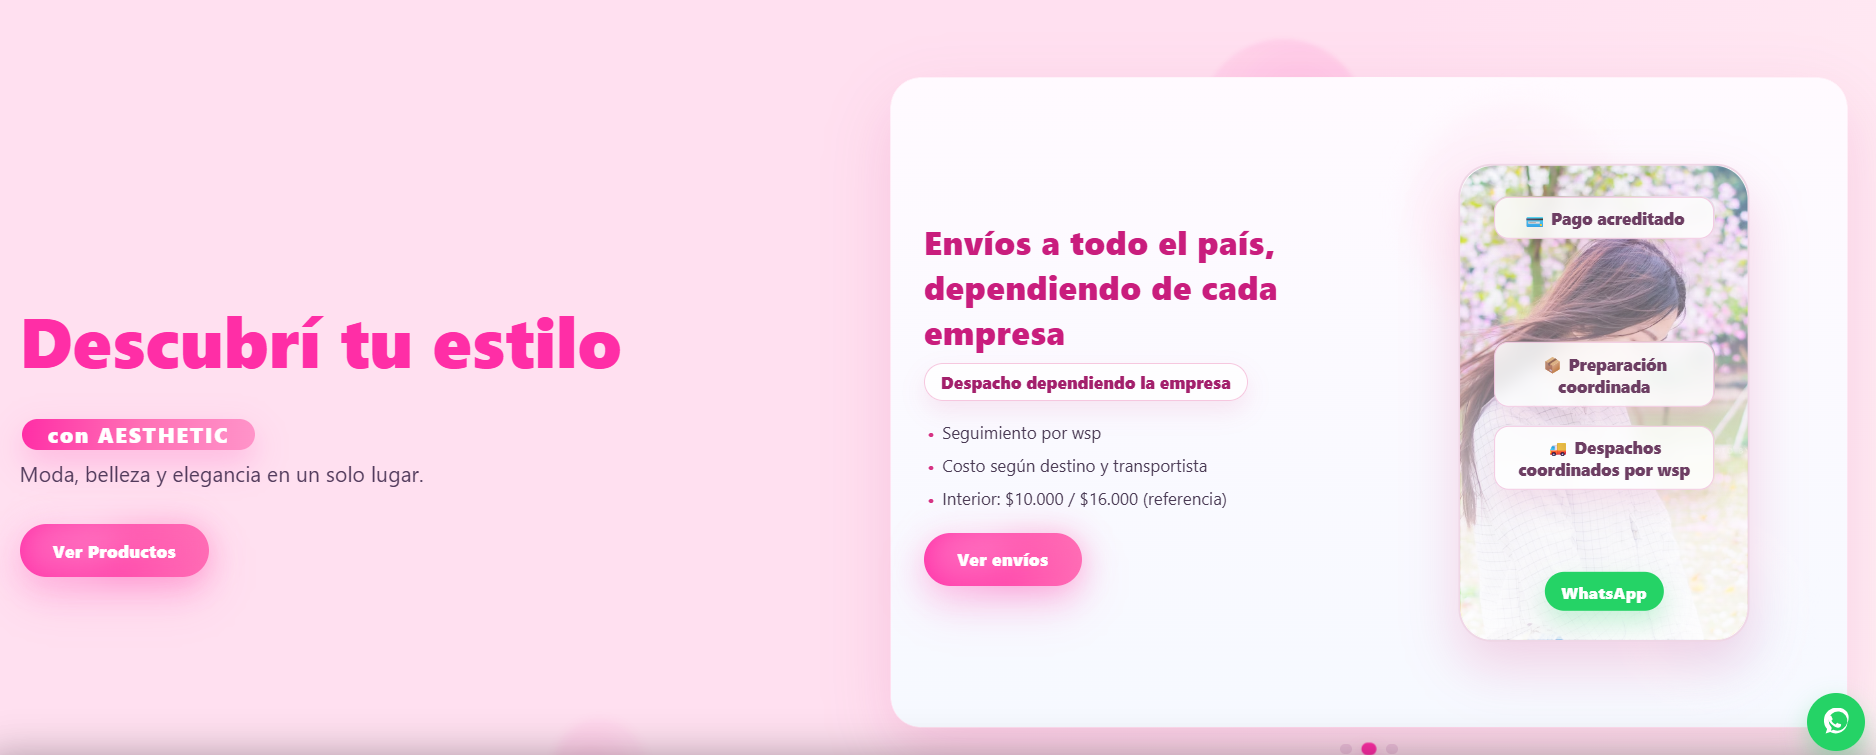 Descubrí tu estilo
con AESTHETIC
Moda, belleza y elegancia en un solo lugar.
Ver Productos
Envíos a todo el país,
dependiendo de cada
empresa
Despacho dependiendo la empresa
• Seguimiento por wsp
• Costo según destino y transportista
• Interior: $10.000 / $16.000 (referencia)
Ver envíos
💳 Pago acreditado
📦 Preparación
coordinada
🚚 Despachos
coordinados por wsp
WhatsApp